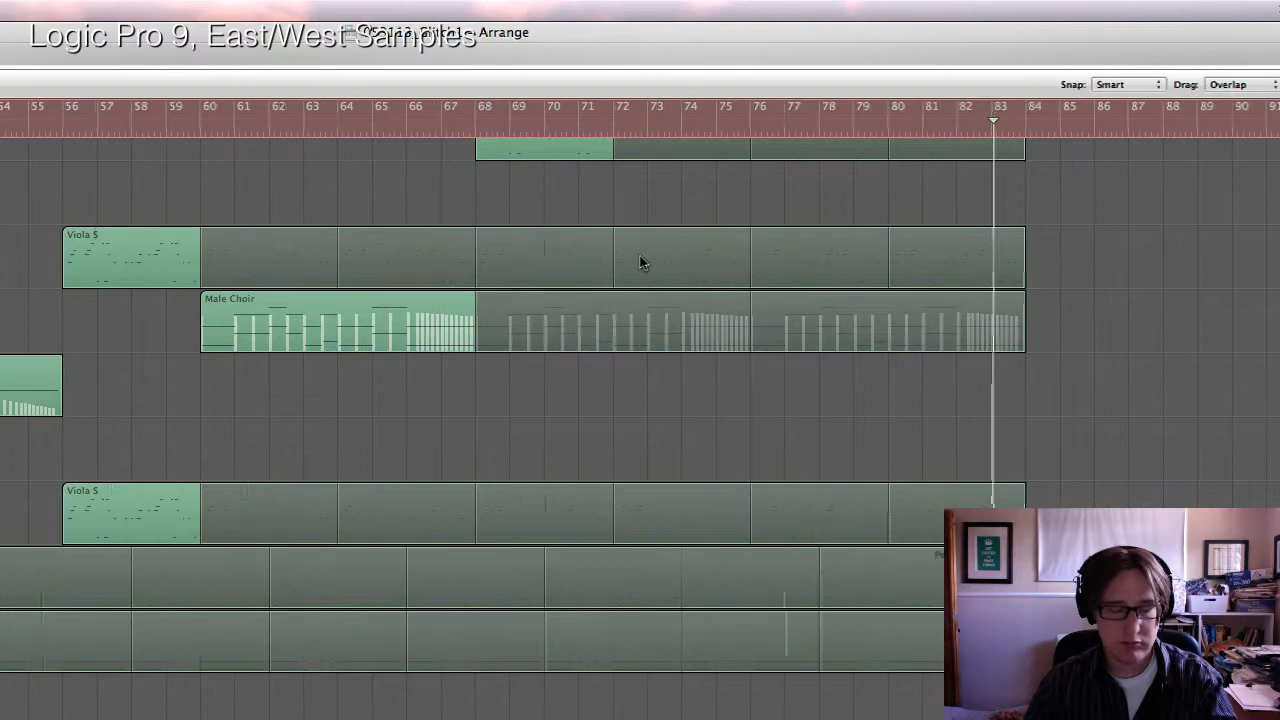 Logic Pro 9, East/West Samples
053113_Glitch1 - Arrange
Snap: Smart Drag: Overlap
54 55 56 57 58 59 60 61 62 63 64 65 66 67 68 69 70 71 72 73 74 75 76 77 78 79 80 81 82 83 84 85 86 87 88 89 90 91
Viola S
Male Choir
Viola S